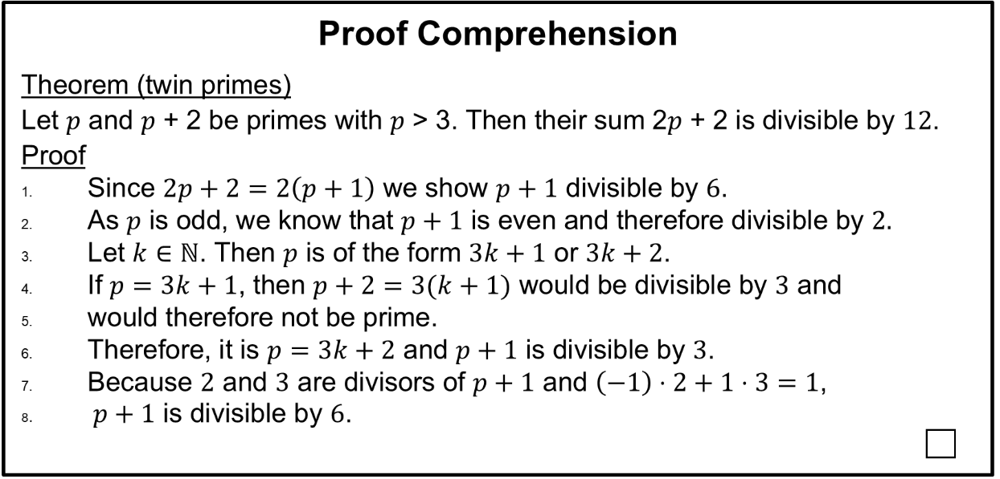 Proof Comprehension
Theorem (twin primes)
Let p and p + 2 be primes with p > 3. Then their sum 2p + 2 is divisible by 12.
Proof
1. Since 2p + 2 = 2(p + 1) we show p + 1 divisible by 6.
2. As p is odd, we know that p + 1 is even and therefore divisible by 2.
3. Let k ∈ ℕ. Then p is of the form 3k + 1 or 3k + 2.
4. If p = 3k + 1, then p + 2 = 3(k + 1) would be divisible by 3 and
5. would therefore not be prime.
6. Therefore, it is p = 3k + 2 and p + 1 is divisible by 3.
7. Because 2 and 3 are divisors of p + 1 and (−1) · 2 + 1 · 3 = 1,
8. p + 1 is divisible by 6.